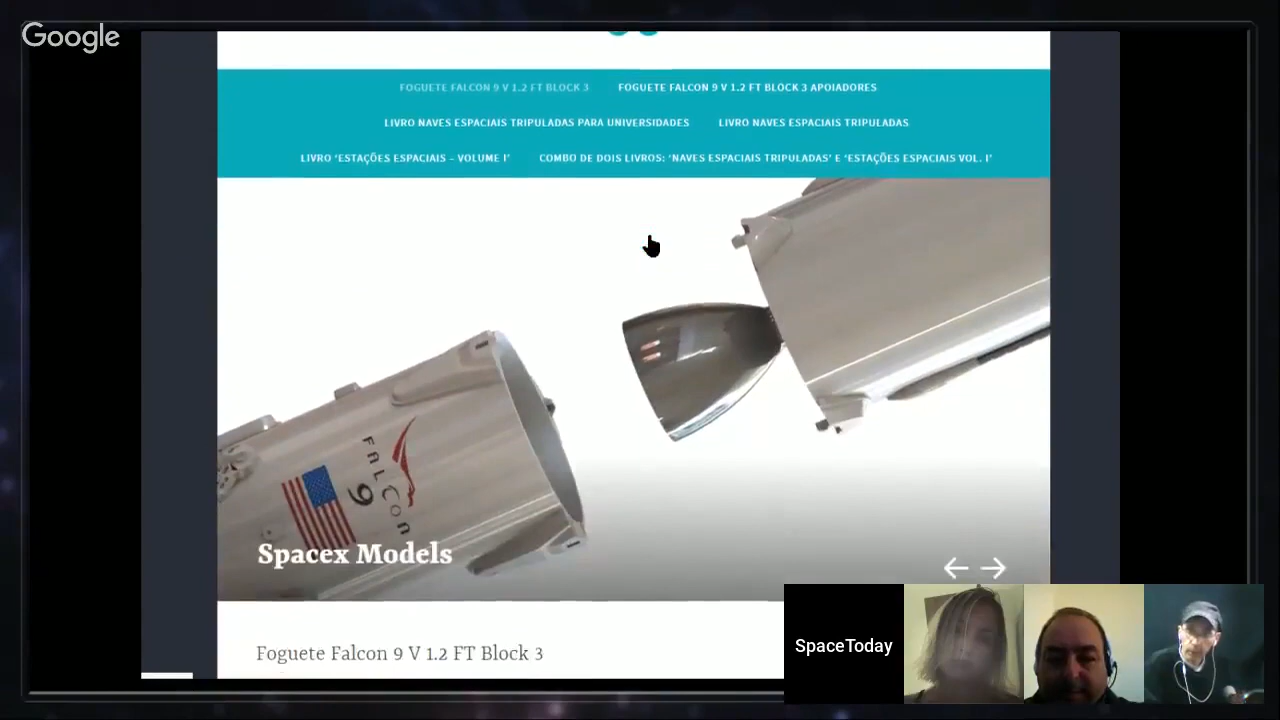 Google
FOGUETE FALCON 9 V 1.2 FT BLOCK 3 FOGUETE FALCON 9 V 1.2 FT BLOCK 3 APOIADORES
LIVRO NAVES ESPACIAIS TRIPULADAS PARA UNIVERSIDADES LIVRO NAVES ESPACIAIS TRIPULADAS
LIVRO ‘ESTAÇÕES ESPACIAIS – VOLUME I’ COMBO DE DOIS LIVROS: ‘NAVES ESPACIAIS TRIPULADAS’ E ‘ESTAÇÕES ESPACIAIS VOL. I’
FALCON
9
Spacex Models
Foguete Falcon 9 V 1.2 FT Block 3
SpaceToday